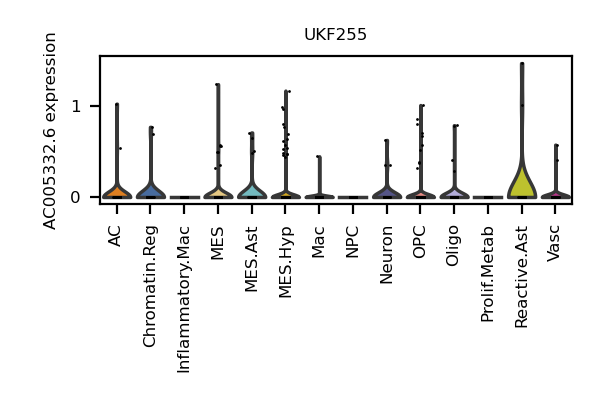 UKF255
AC005332.6 expression
1
0
AC
Chromatin.Reg
Inflammatory.Mac
MES
MES.Ast
MES.Hyp
Mac
NPC
Neuron
OPC
Oligo
Prolif.Metab
Reactive.Ast
Vasc